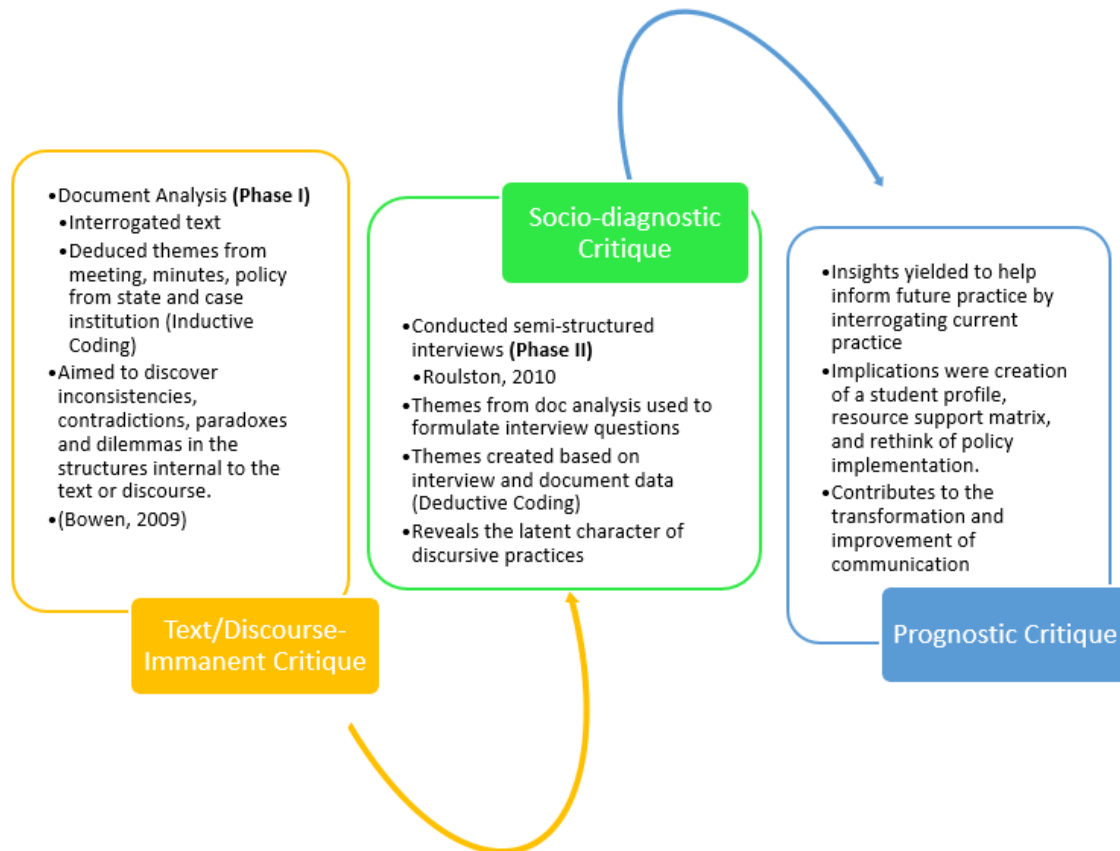 •Document Analysis (Phase I)
•Interrogated text
•Deduced themes from
meeting, minutes, policy
from state and case
institution (Inductive
Coding)
•Aimed to discover
inconsistencies,
contradictions, paradoxes
and dilemmas in the
structures internal to the
text or discourse.
•(Bowen, 2009)
Text/Discourse-
Immanent Critique
Socio-diagnostic
Critique
•Conducted semi-structured
interviews (Phase II)
•Roulston, 2010
•Themes from doc analysis used to
formulate interview questions
•Themes created based on
interview and document data
(Deductive Coding)
•Reveals the latent character of
discursive practices
•Insights yielded to help
inform future practice by
interrogating current
practice
•Implications were creation
of a student profile,
resource support matrix,
and rethink of policy
implementation.
•Contributes to the
transformation and
improvement of
communication
Prognostic Critique